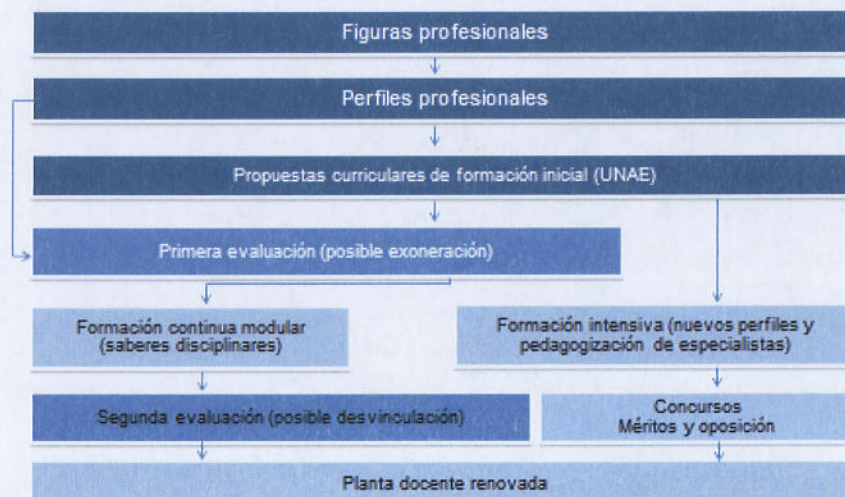 Figuras profesionales
Perfiles profesionales
Propuestas curriculares de formación inicial (UNAE)
Primera evaluación (posible exoneración)
Formación continua modular
(saberes disciplinares)
Formación intensiva (nuevos perfiles y
pedagogización de especialistas)
Segunda evaluación (posible desvinculación)
Concursos
Méritos y oposición
Planta docente renovada